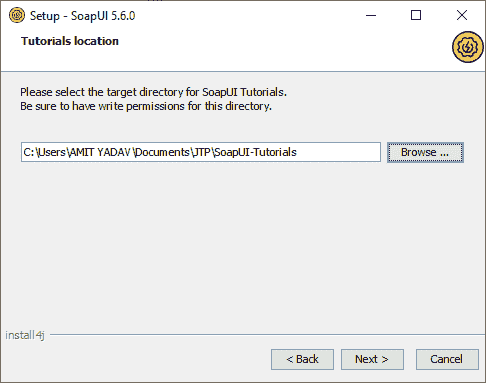 Setup - SoapUI 5.6.0
Tutorials location
Please select the target directory for SoapUI Tutorials.
Be sure to have write permissions for this directory.
C:\Users\AMIT YADAV\Documents\JTP\SoapUI-Tutorials
Browse ...
install4j
< Back
Next >
Cancel